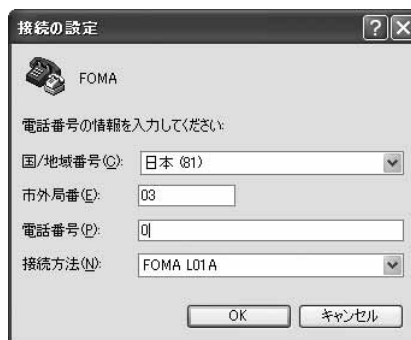 接続の設定
FOMA
電話番号の情報を入力してください:
国/地域番号(C): 日本 (81)
市外局番(E): 03
電話番号(P): 0
接続方法(N): FOMA L01A
OK キャンセル